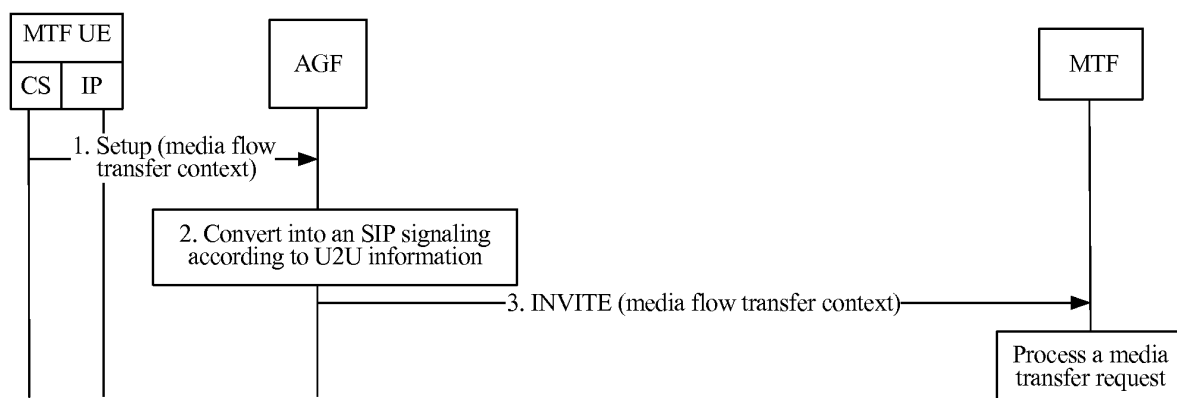 MTF UE
CS
IP
AGF
MTF
1. Setup (media flow
transfer context)
2. Convert into an SIP signaling
according to U2U information
3. INVITE (media flow transfer context)
Process a media
transfer request